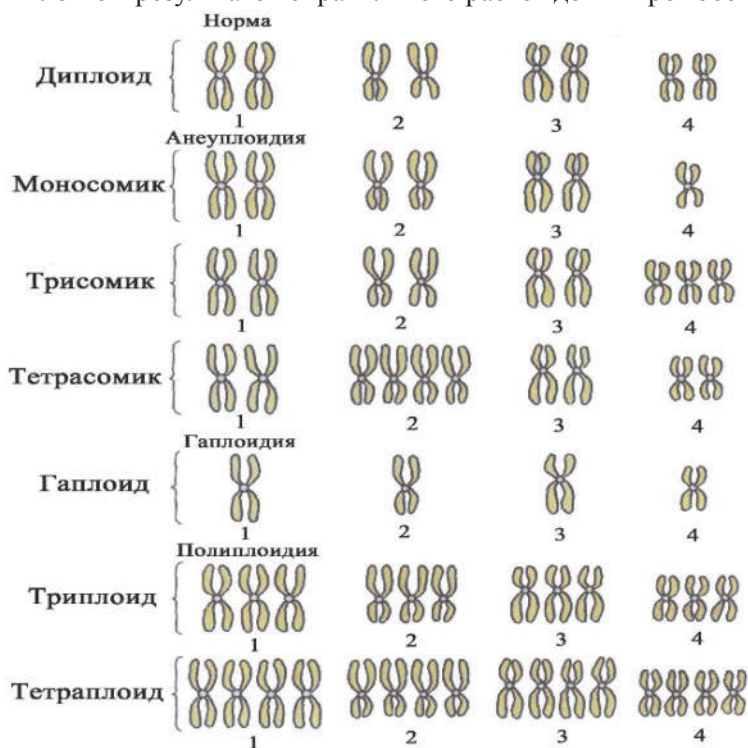 Норма
Диплоид
1 2 3 4
Анеуплоидия
Моносомик
1 2 3 4
Трисомик
1 2 3 4
Тетрасомик
1 2 3 4
Гаплоидия
Гаплоид
1 2 3 4
Полиплоидия
Триплоид
1 2 3 4
Тетраплоид
1 2 3 4